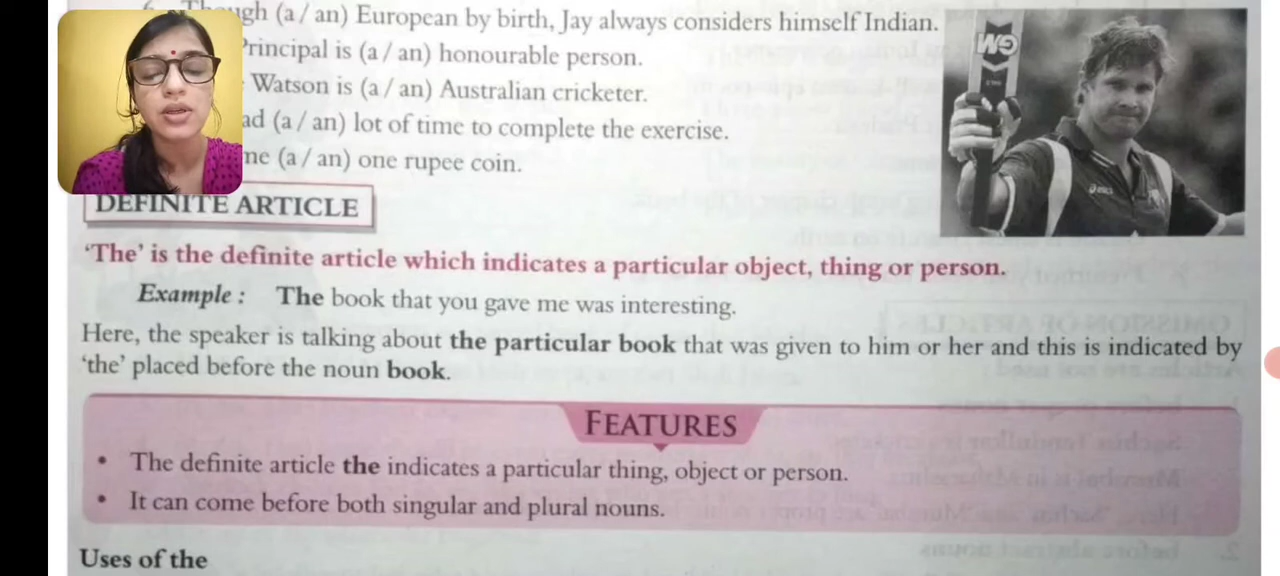 (a / an) European by birth, Jay always considers himself Indian.
Principal is (a / an) honourable person.
Watson is (a / an) Australian cricketer.
(a / an) lot of time to complete the exercise.
(a / an) one rupee coin.
GM
DEFINITE ARTICLE
'The' is the definite article which indicates a particular object, thing or person.
Example : The book that you gave me was interesting.
Here, the speaker is talking about the particular book that was given to him or her and this is indicated by
'the' placed before the noun book.
FEATURES
• The definite article the indicates a particular thing, object or person.
• It can come before both singular and plural nouns.
Uses of the